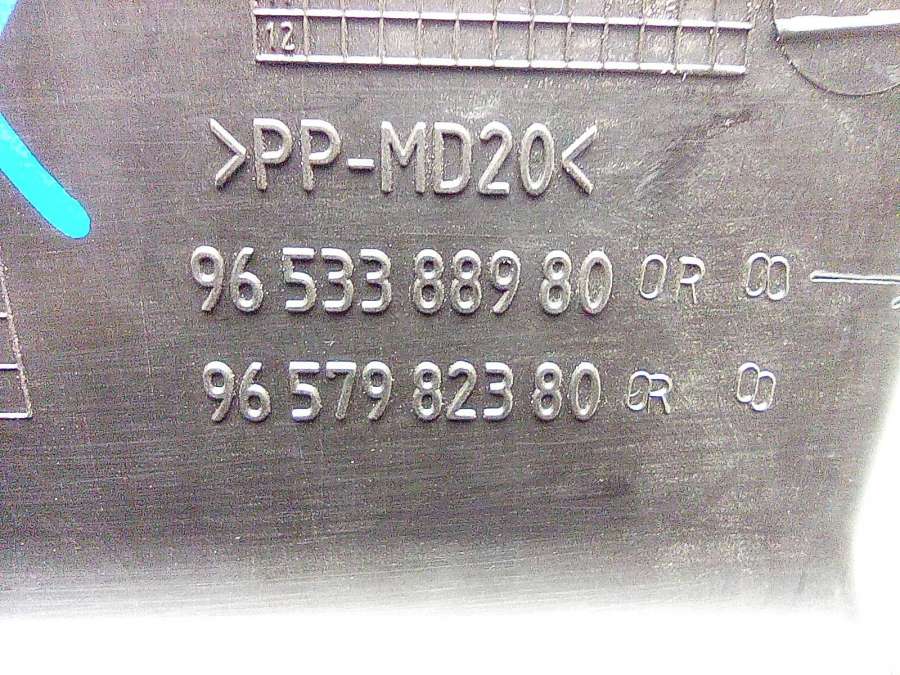 12
>PP-MD20<
96 533 889 80 OR 00
96 579 823 80 OR 00